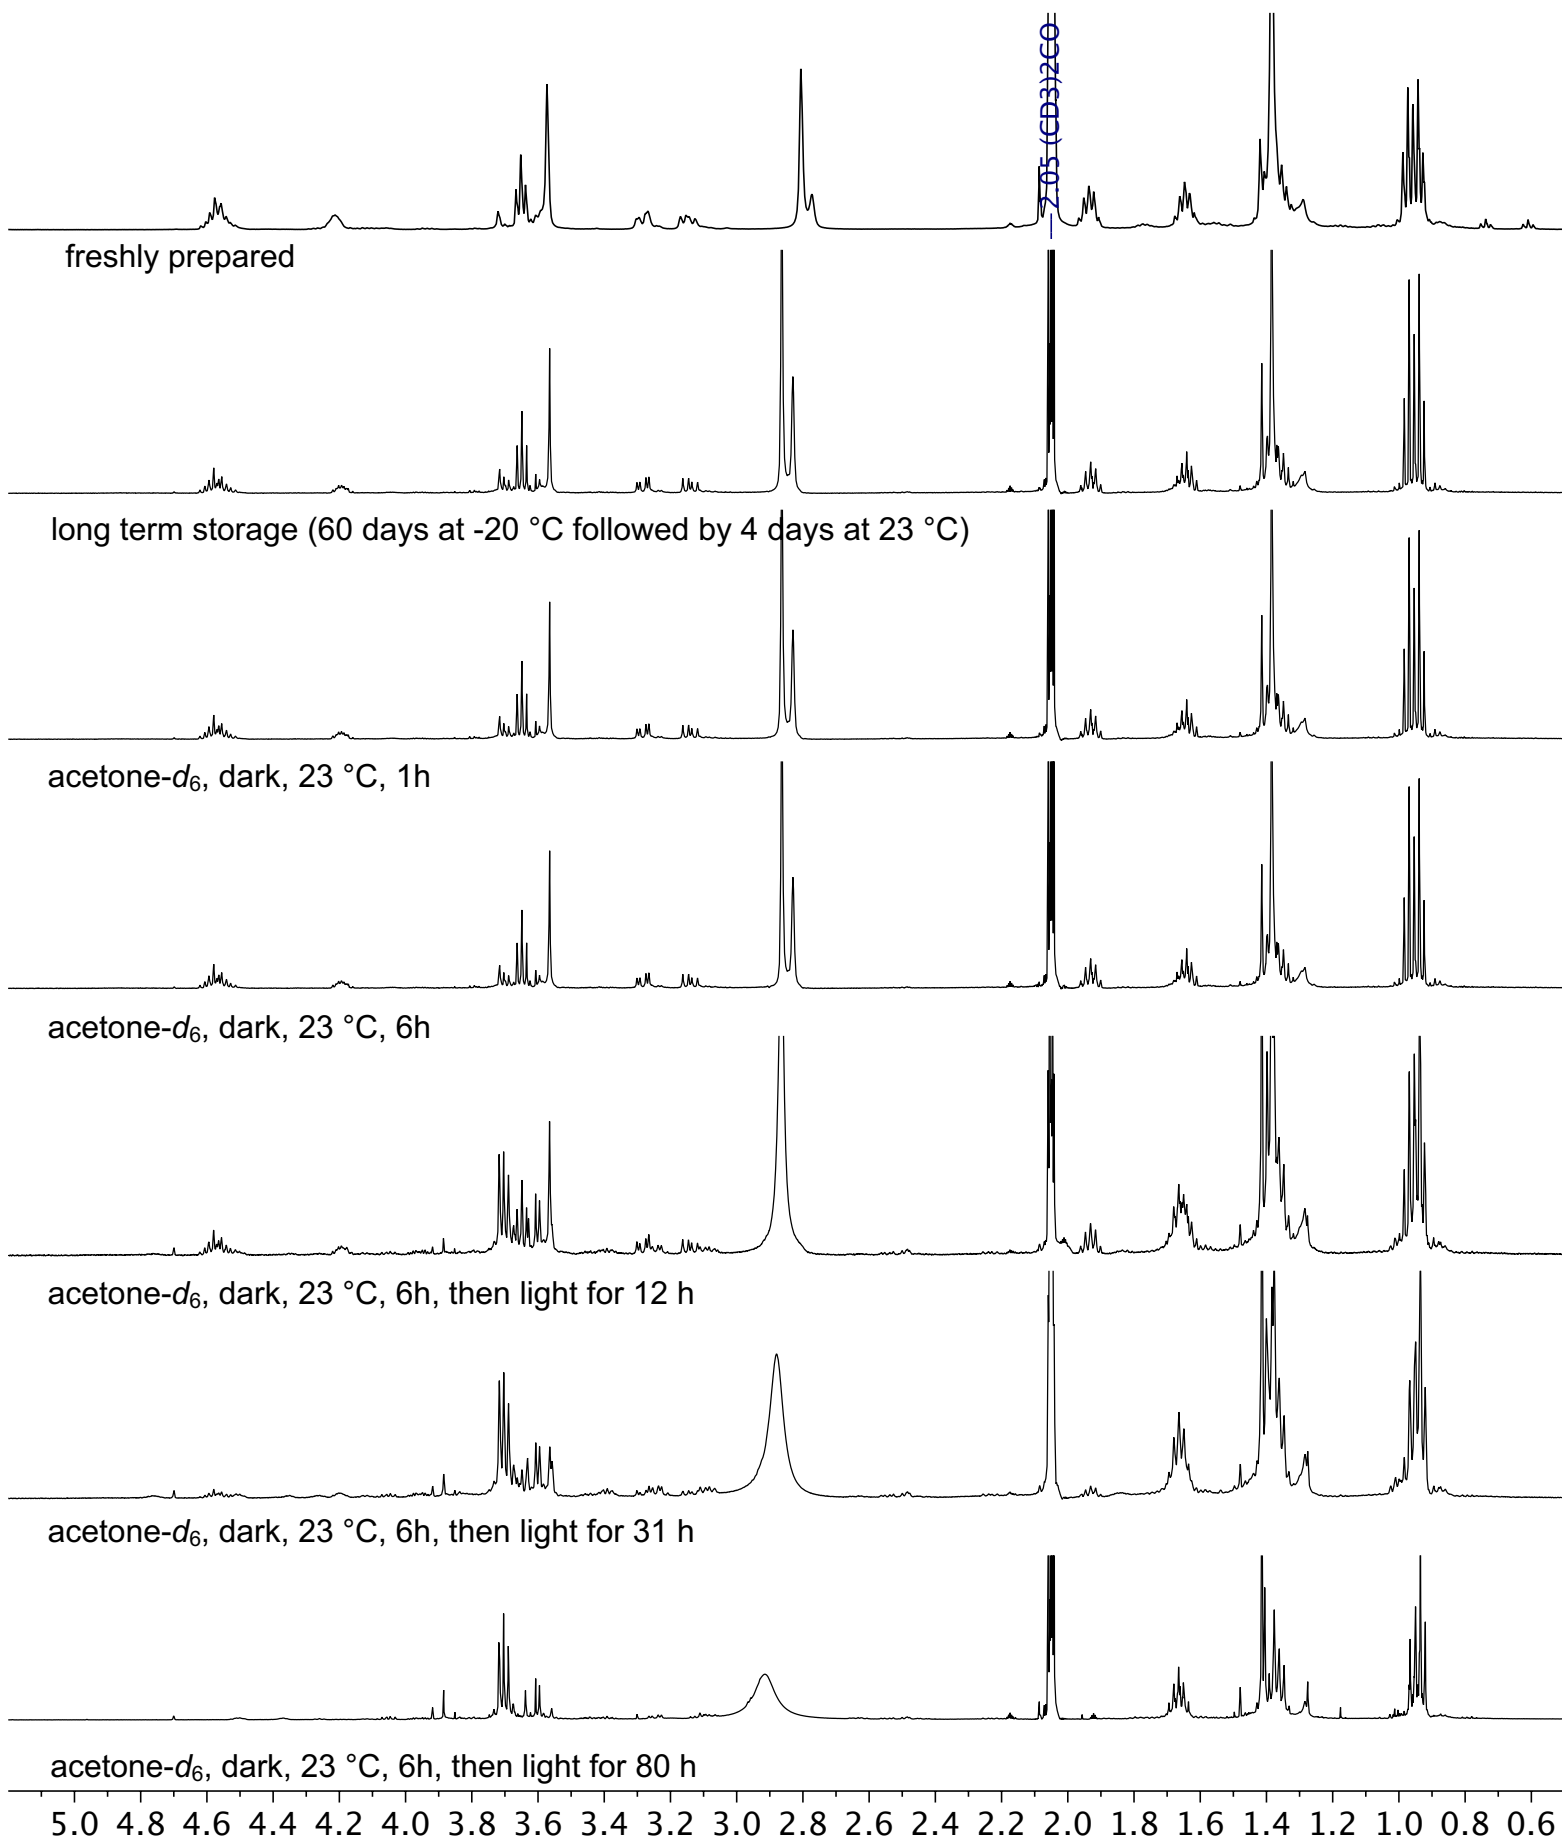 2.05 (CD3)2CO
freshly prepared
long term storage (60 days at -20 °C followed by 4 days at 23 °C)
acetone-d₆, dark, 23 °C, 1h
acetone-d₆, dark, 23 °C, 6h
acetone-d₆, dark, 23 °C, 6h, then light for 12 h
acetone-d₆, dark, 23 °C, 6h, then light for 31 h
acetone-d₆, dark, 23 °C, 6h, then light for 80 h
5.0 4.8 4.6 4.4 4.2 4.0 3.8 3.6 3.4 3.2 3.0 2.8 2.6 2.4 2.2 2.0 1.8 1.6 1.4 1.2 1.0 0.8 0.6